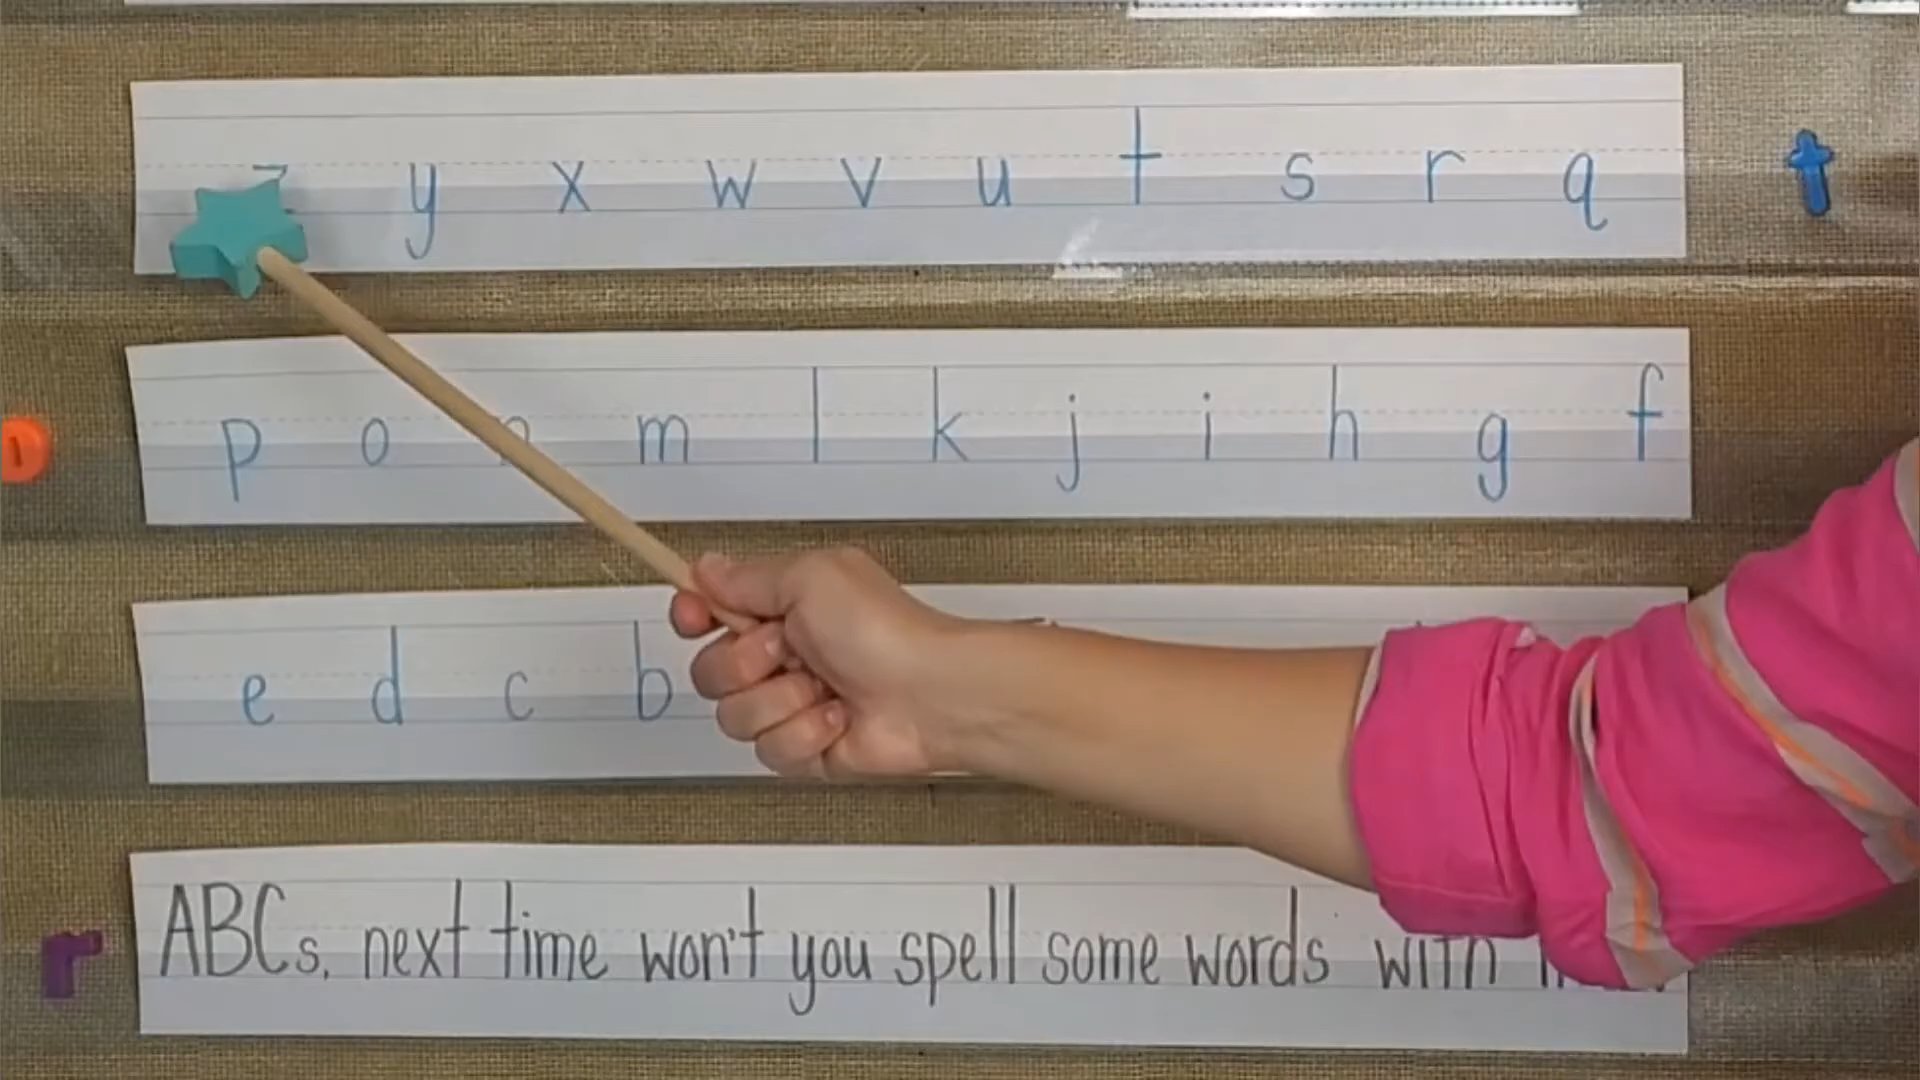 z y x w v u t s r q
t
p o n m l k j i h g f
e d c b
ABCs, next time won't you spell some words with
r